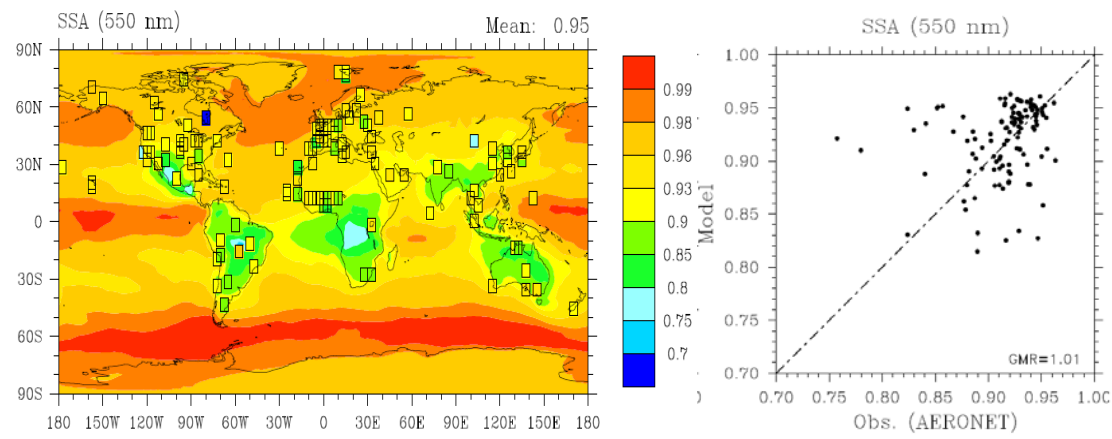 SSA (550 nm) Mean: 0.95
90N
60N
30N
0
30S
60S
90S
180 150W 120W 90W 60W 30W 0 30E 60E 90E 120E 150E 180
0.99
0.98
0.96
0.93
0.9
0.85
0.8
0.75
0.7
SSA (550 nm)
1.00
0.95
0.90
0.85
0.80
0.75
0.70
Model
GMR=1.01
0.70 0.75 0.80 0.85 0.90 0.95 1.00
Obs. (AERONET)